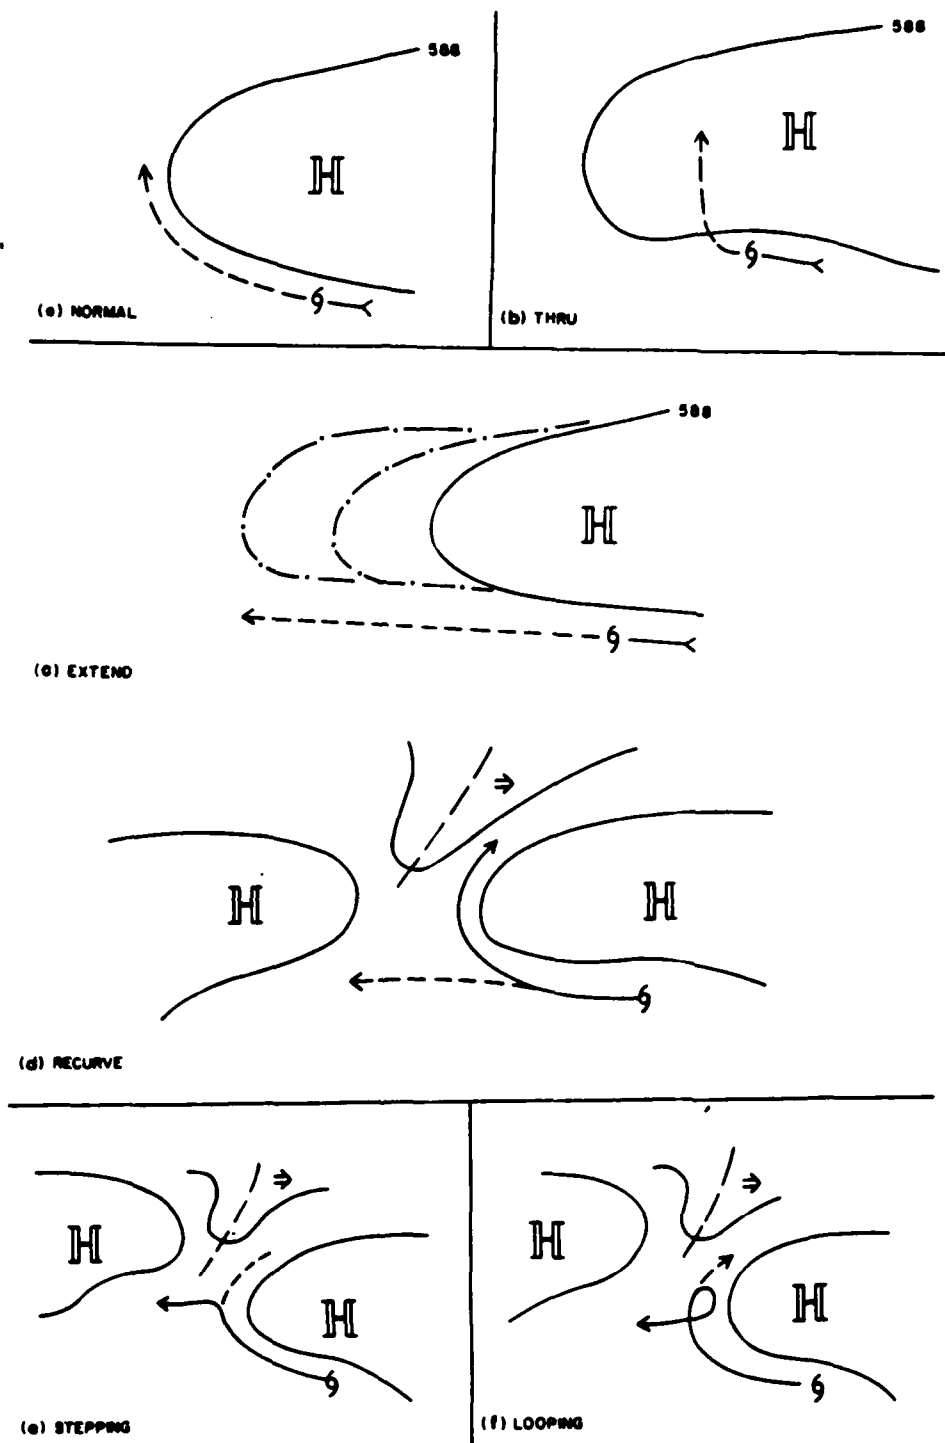 588
H
(a) NORMAL
588
H
(b) THRU
588
H
(c) EXTEND
H
H
(d) RECURVE
H
H
(e) STEPPING
H
H
(f) LOOPING